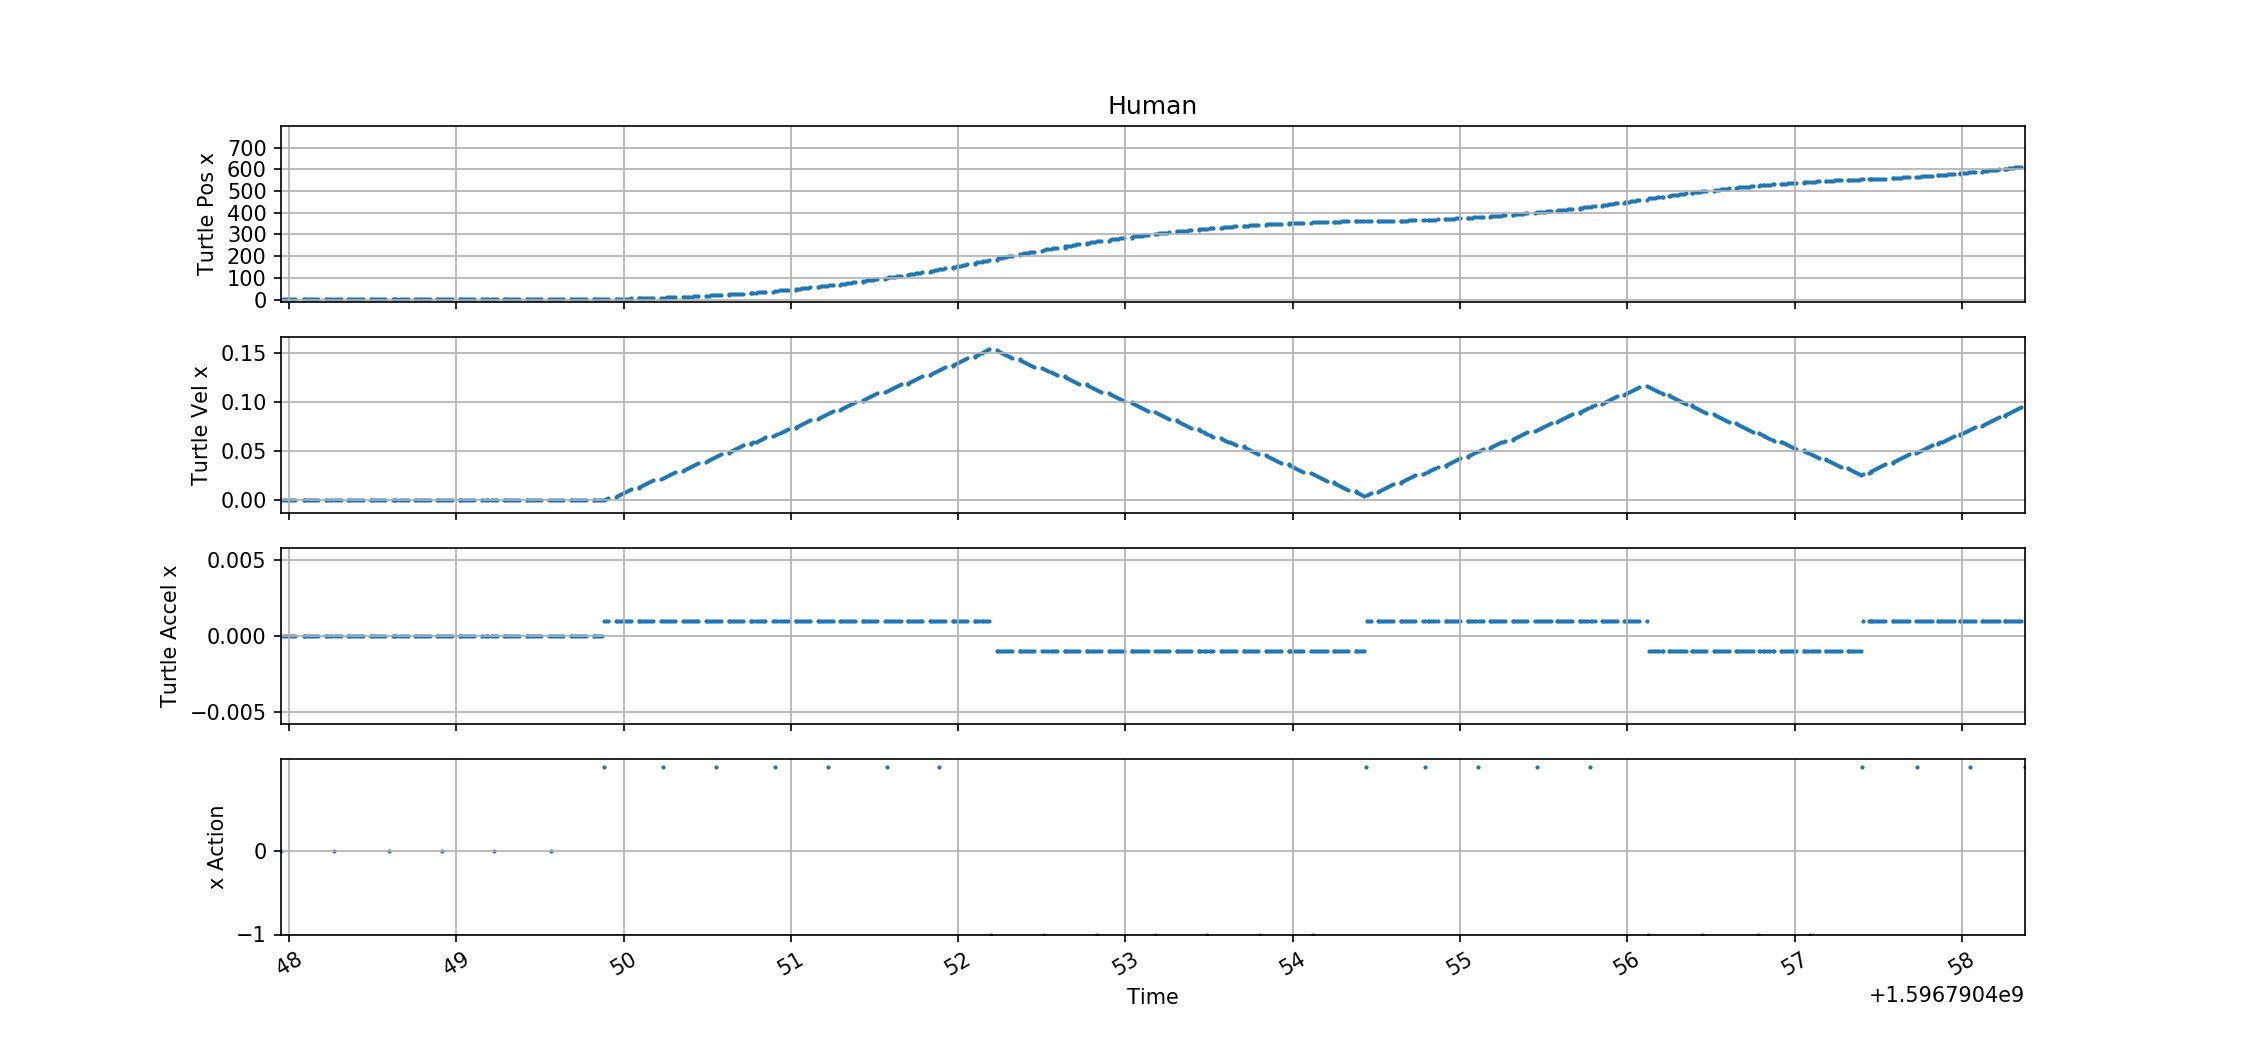 Human
Turtle Pos x
700
600
500
400
300
200
100
0
Turtle Vel x
0.15
0.10
0.05
0.00
Turtle Accel x
0.005
0.000
−0.005
x Action
0
−1
48 49 50 51 52 53 54 55 56 57 58
Time
+1.5967904e9